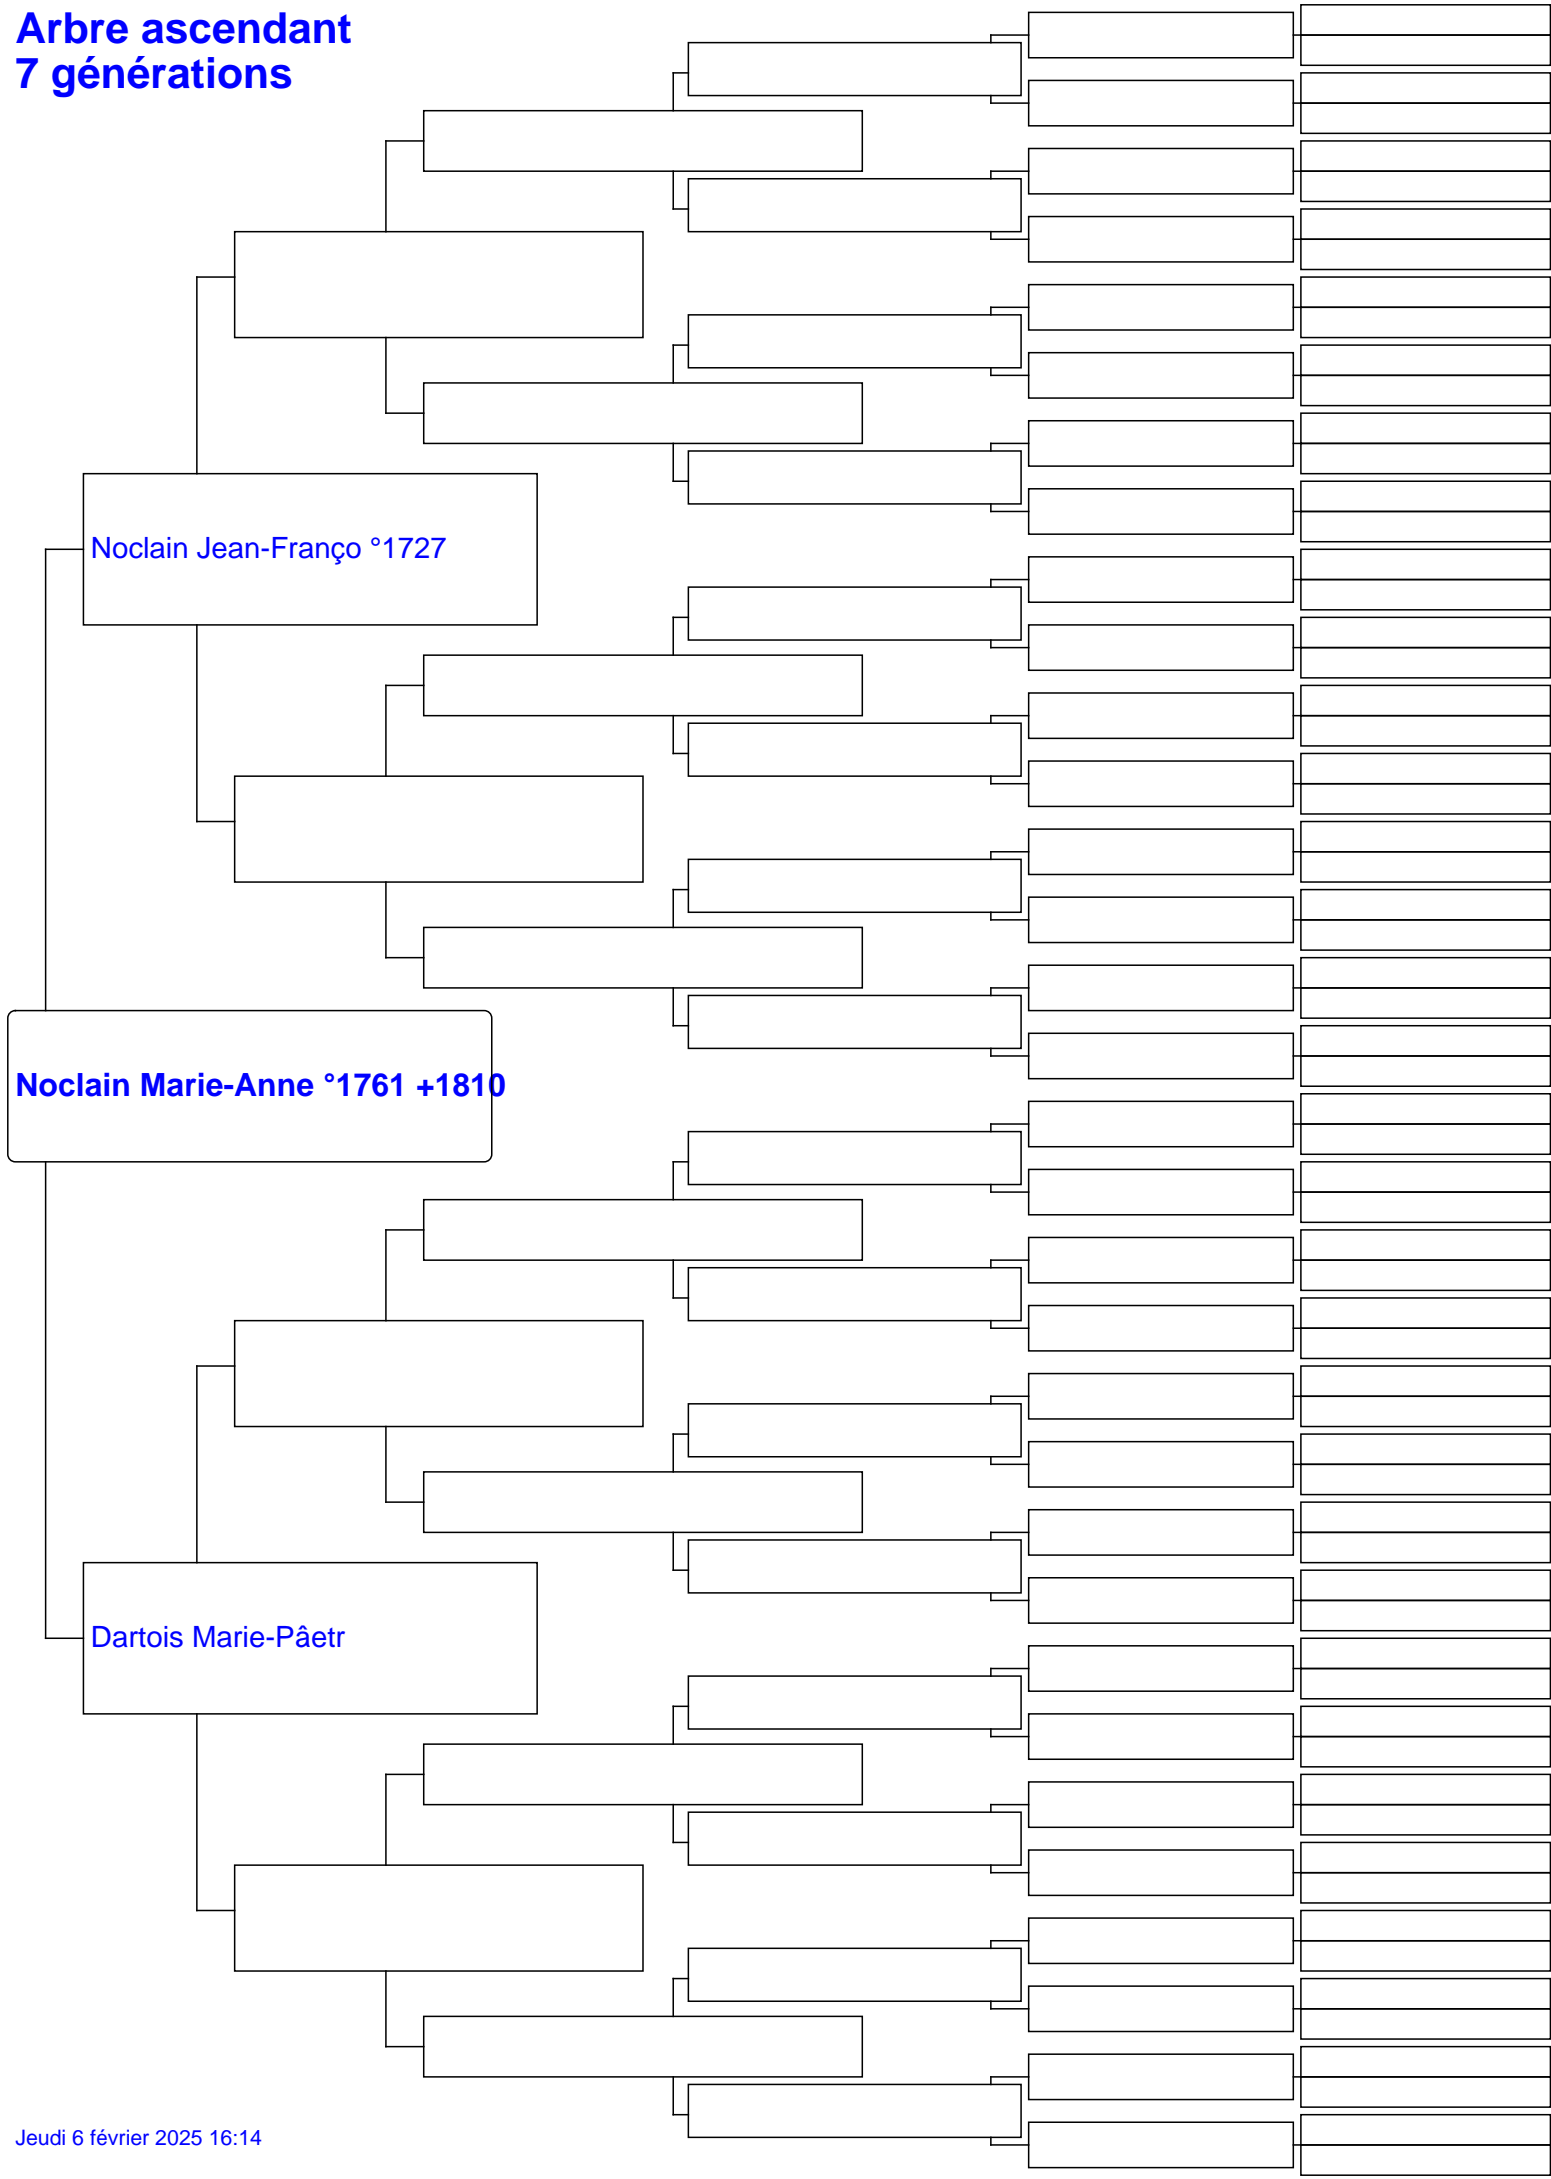 Arbre ascendant
7 générations
Noclain Jean-Franço °1727
Noclain Marie-Anne °1761 +1810
Dartois Marie-Pâetr
Jeudi 6 février 2025 16:14